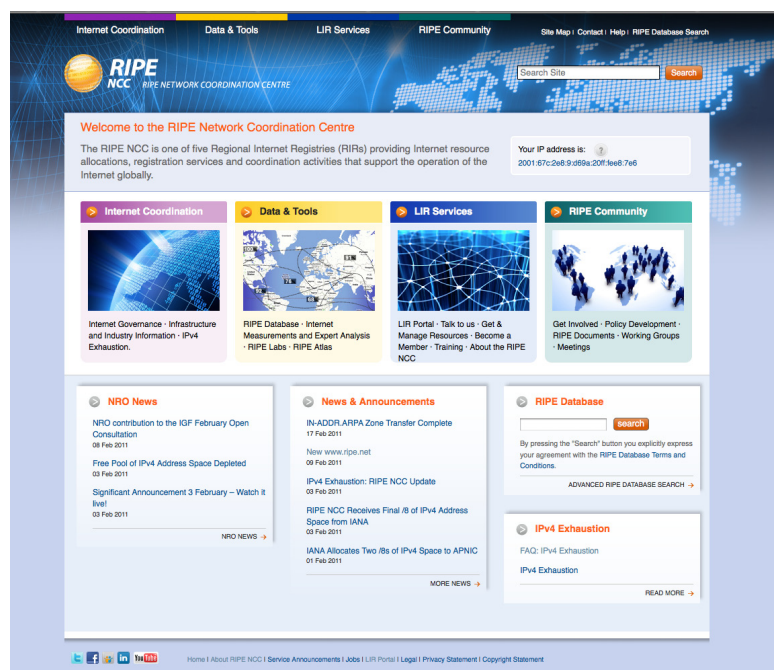 Internet Coordination
Data & Tools
LIR Services
RIPE Community
Site Map | Contact | Help | RIPE Database Search
RIPE
NCC RIPE NETWORK COORDINATION CENTRE
Search Site
Search
Welcome to the RIPE Network Coordination Centre
The RIPE NCC is one of five Regional Internet Registries (RIRs) providing Internet resource
allocations, registration services and coordination activities that support the operation of the
Internet globally.
Your IP address is: ?
2001:67c:2e8:9:d69a:20ff:fee8:7e6
Internet Coordination
Internet Governance · Infrastructure
and Industry Information · IPv4
Exhaustion.
Data & Tools
RIPE Database · Internet
Measurements and Expert Analysis
· RIPE Labs · RIPE Atlas
LIR Services
LIR Portal · Talk to us · Get &
Manage Resources · Become a
Member · Training · About the RIPE
NCC
RIPE Community
Get Involved · Policy Development ·
RIPE Documents · Working Groups
· Meetings
NRO News
NRO contribution to the IGF February Open
Consultation
08 Feb 2011
Free Pool of IPv4 Address Space Depleted
03 Feb 2011
Significant Announcement 3 February – Watch it
live!
03 Feb 2011
NRO NEWS →
News & Announcements
IN-ADDR.ARPA Zone Transfer Complete
17 Feb 2011
New www.ripe.net
09 Feb 2011
IPv4 Exhaustion: RIPE NCC Update
03 Feb 2011
RIPE NCC Receives Final /8 of IPv4 Address
Space from IANA
03 Feb 2011
IANA Allocates Two /8s of IPv4 Space to APNIC
01 Feb 2011
MORE NEWS →
RIPE Database
search
By pressing the "Search" button you explicitly express
your agreement with the RIPE Database Terms and
Conditions.
ADVANCED RIPE DATABASE SEARCH →
IPv4 Exhaustion
FAQ: IPv4 Exhaustion
IPv4 Exhaustion
READ MORE →
in
You Tube
Home | About RIPE NCC | Service Announcements | Jobs | LIR Portal | Legal | Privacy Statement | Copyright Statement